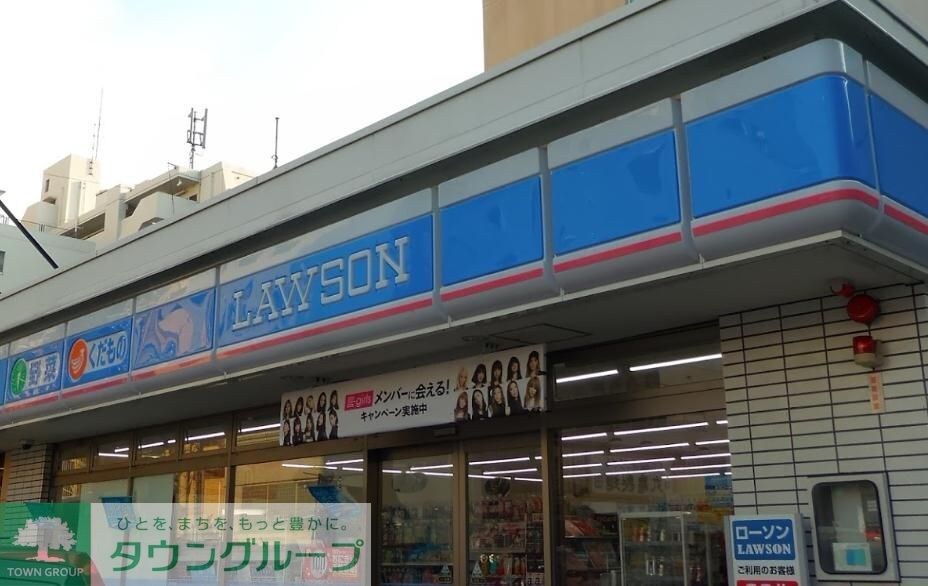 LAWSON
野菜
くだもの
E-girls メンバーに会える!
キャンペーン実施中
ローソン
LAWSON
ご利用のお客様
TOWN GROUP
ひとを、まちを、もっと豊かに。
タウングループ